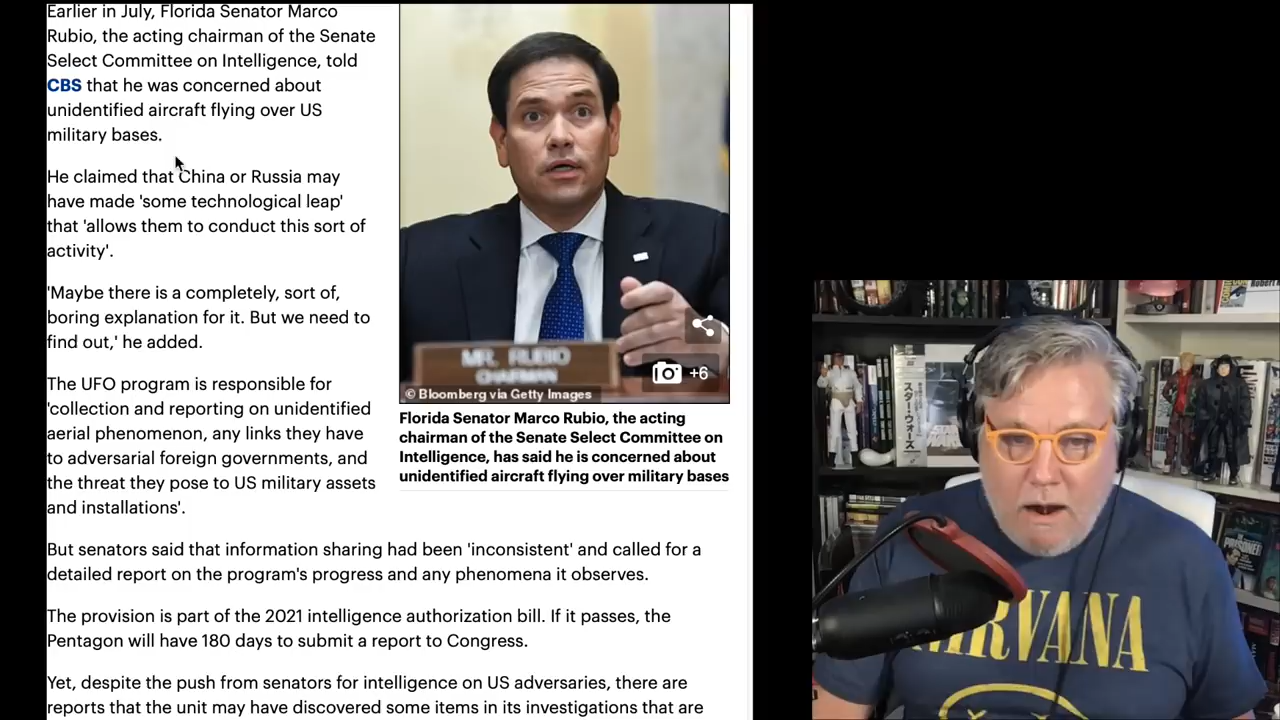 Earlier in July, Florida Senator Marco
Rubio, the acting chairman of the Senate
Select Committee on Intelligence, told
CBS that he was concerned about
unidentified aircraft flying over US
military bases.
He claimed that China or Russia may
have made 'some technological leap'
that 'allows them to conduct this sort of
activity'.
'Maybe there is a completely, sort of,
boring explanation for it. But we need to
find out,' he added.
The UFO program is responsible for
'collection and reporting on unidentified
aerial phenomenon, any links they have
to adversarial foreign governments, and
the threat they pose to US military assets
and installations'.
MR. RUBIO
CHAIRMAN
+6
© Bloomberg via Getty Images
Florida Senator Marco Rubio, the acting
chairman of the Senate Select Committee on
Intelligence, has said he is concerned about
unidentified aircraft flying over military bases
But senators said that information sharing had been 'inconsistent' and called for a
detailed report on the program's progress and any phenomena it observes.
The provision is part of the 2021 intelligence authorization bill. If it passes, the
Pentagon will have 180 days to submit a report to Congress.
Yet, despite the push from senators for intelligence on US adversaries, there are
reports that the unit may have discovered some items in its investigations that are
スター・ウォーズ
PRISONER
NIRVANA